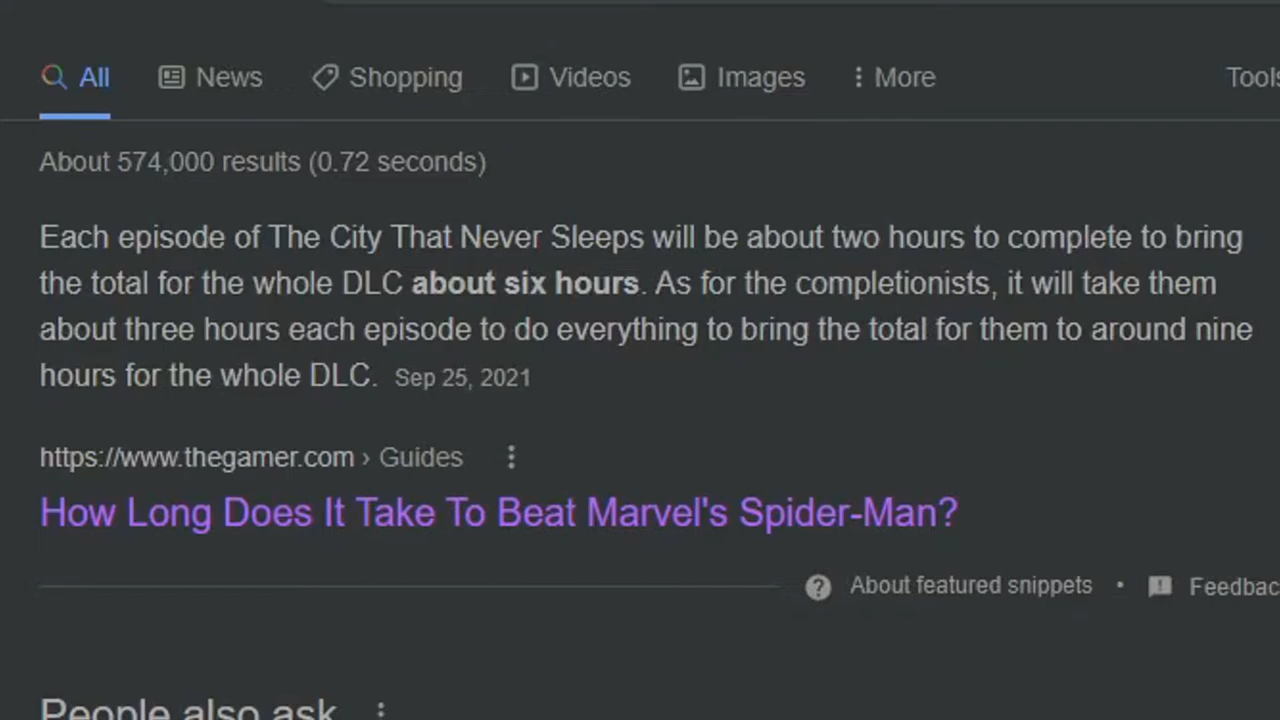 All News Shopping Videos Images More Tools
About 574,000 results (0.72 seconds)
Each episode of The City That Never Sleeps will be about two hours to complete to bring
the total for the whole DLC about six hours. As for the completionists, it will take them
about three hours each episode to do everything to bring the total for them to around nine
hours for the whole DLC. Sep 25, 2021
https://www.thegamer.com › Guides
How Long Does It Take To Beat Marvel's Spider-Man?
About featured snippets • Feedbac
People also ask